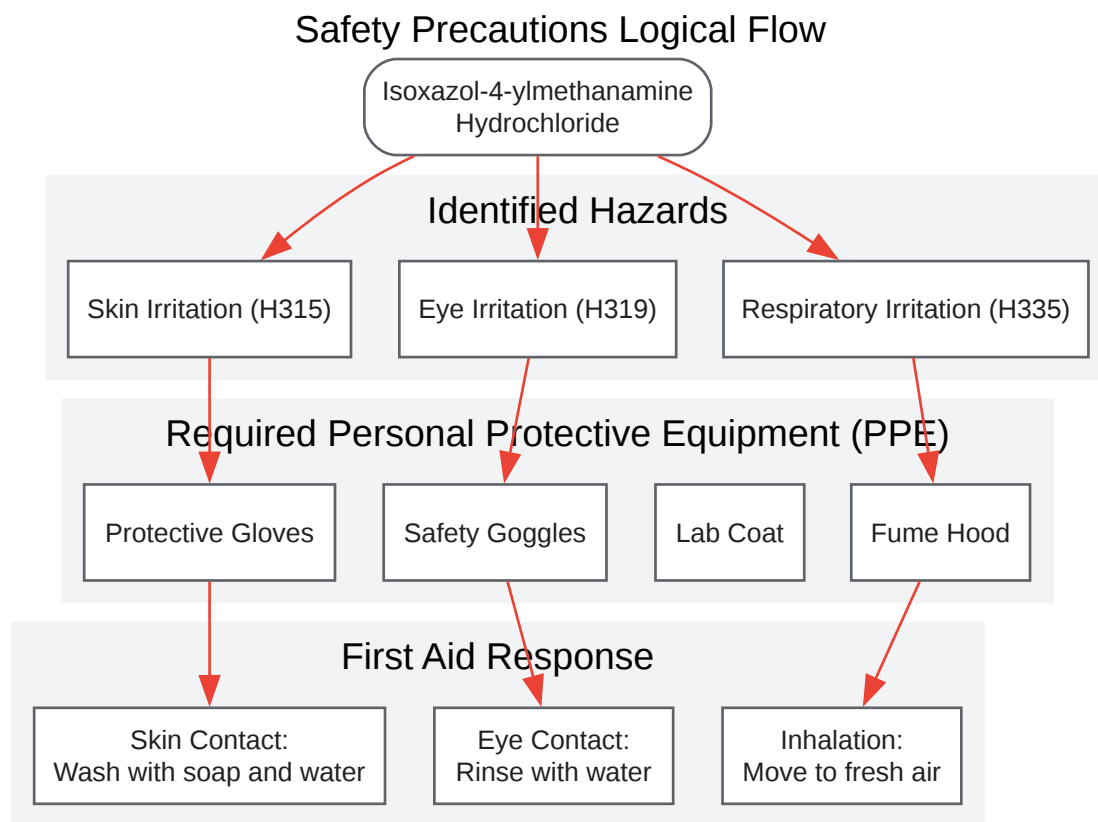 Safety Precautions Logical Flow
Isoxazol-4-ylmethanamine
Hydrochloride
Identified Hazards
Skin Irritation (H315)
Eye Irritation (H319)
Respiratory Irritation (H335)
Required Personal Protective Equipment (PPE)
Protective Gloves
Safety Goggles
Lab Coat
Fume Hood
First Aid Response
Skin Contact:
Wash with soap and water
Eye Contact:
Rinse with water
Inhalation:
Move to fresh air